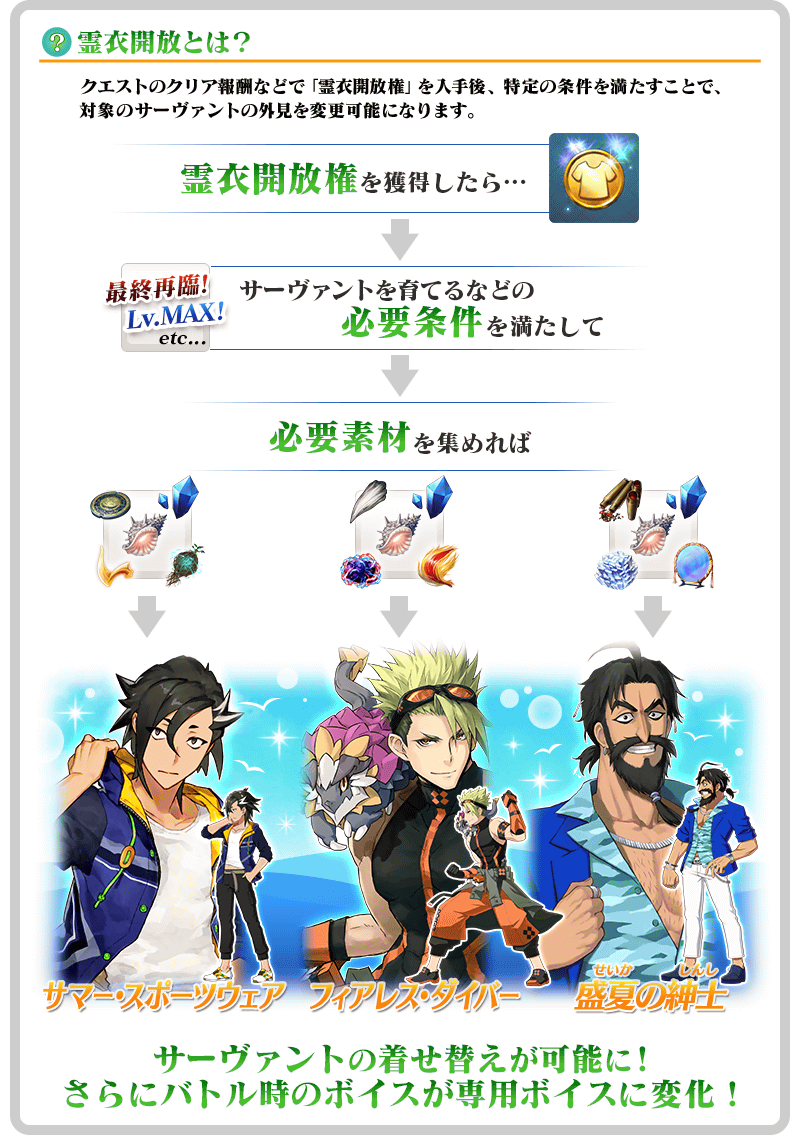 ? 霊衣開放とは?
クエストのクリア報酬などで「霊衣開放権」を入手後、特定の条件を満たすことで、
対象のサーヴァントの外見を変更可能になります。
霊衣開放権を獲得したら…
最終再臨!
Lv.MAX!
etc...
サーヴァントを育てるなどの
必要条件を満たして
必要素材を集めれば
サマー・スポーツウェア
フィアレス・ダイバー
せいか しんし
盛夏の紳士
サーヴァントの着せ替えが可能に!
さらにバトル時のボイスが専用ボイスに変化!